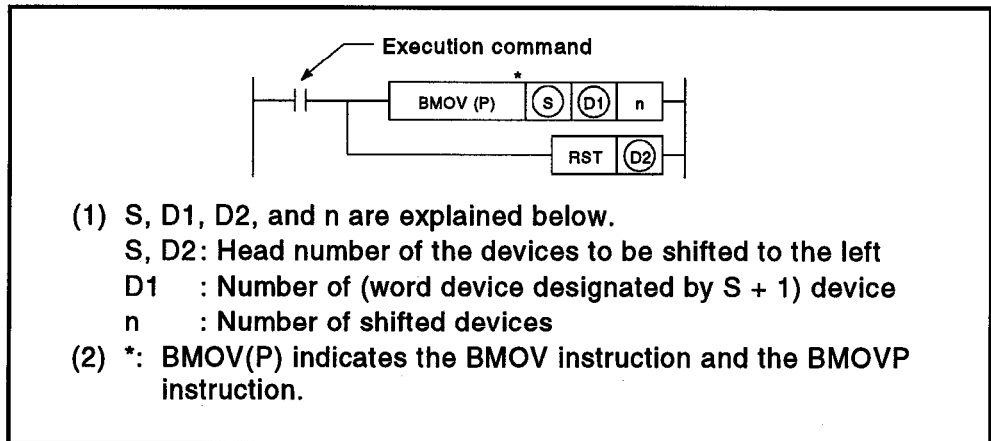 Execution command
*
BMOV (P) S D1 n
RST D2
(1) S, D1, D2, and n are explained below.
S, D2: Head number of the devices to be shifted to the left
D1 : Number of (word device designated by S + 1) device
n : Number of shifted devices
(2) *: BMOV(P) indicates the BMOV instruction and the BMOVP
instruction.